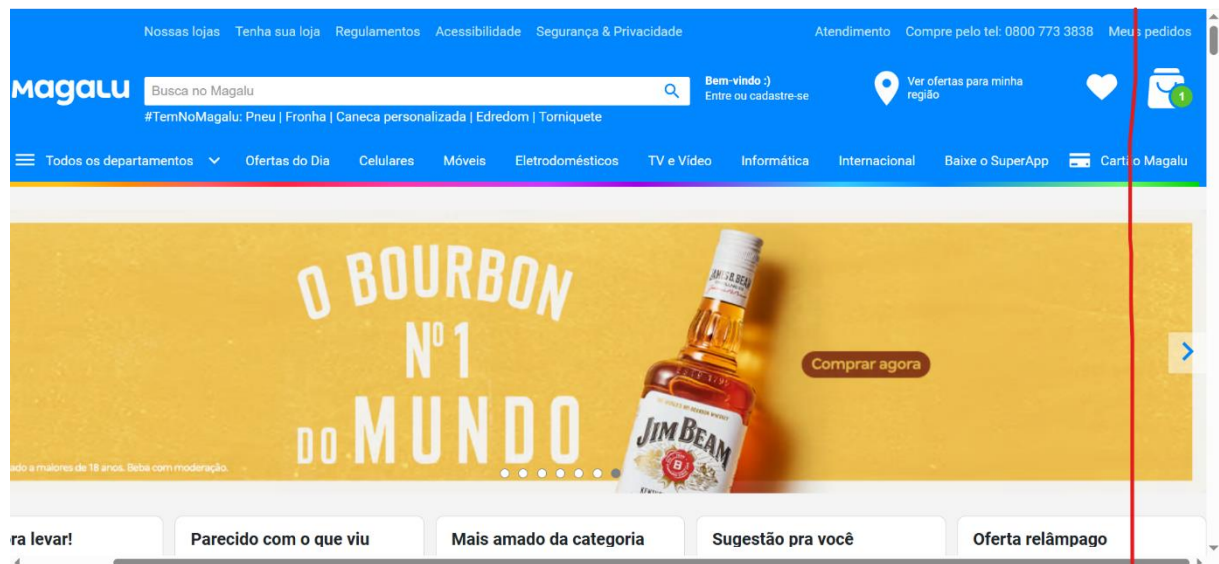 Nossas lojas Tenha sua loja Regulamentos Acessibilidade Segurança & Privacidade Atendimento Compre pelo tel: 0800 773 3838 Meus pedidos
Magalu
Busca no Magalu
Bem-vindo :)
Entre ou cadastre-se
Ver ofertas para minha
região
1
#TemNoMagalu: Pneu | Fronha | Caneca personalizada | Edredom | Torniquete
Todos os departamentos Ofertas do Dia Celulares Móveis Eletrodomésticos TV e Vídeo Informática Internacional Baixe o SuperApp Cartão Magalu
O BOURBON
Nº 1
DO MUNDO
Comprar agora
JIM BEAM
B
ado a maiores de 18 anos. Beba com moderação.
ra levar! Parecido com o que viu Mais amado da categoria Sugestão pra você Oferta relâmpago